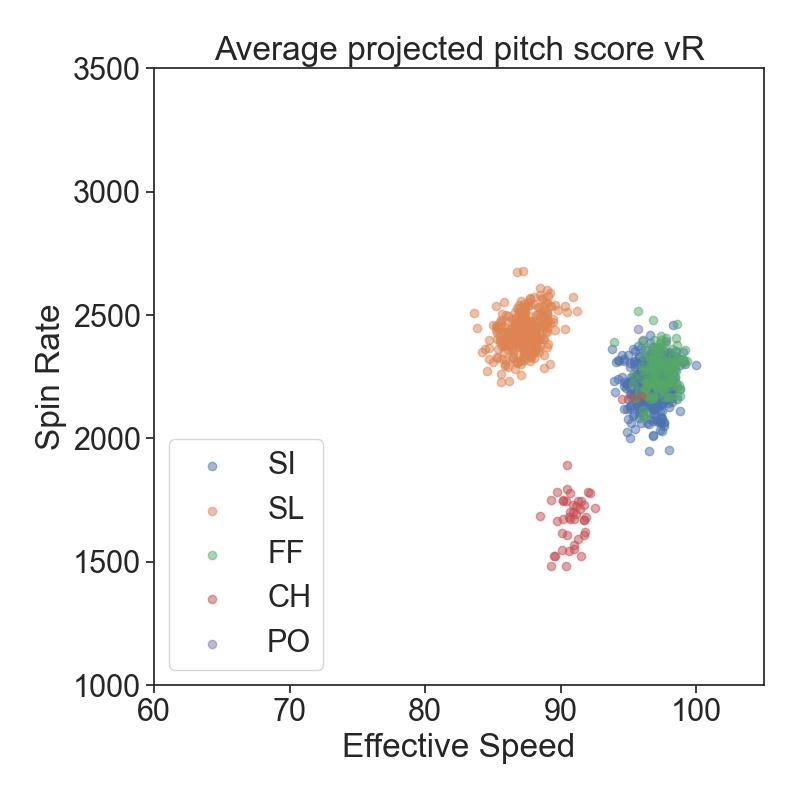 Average projected pitch score vR
3500
3000
2500
2000
1500
1000
Spin Rate
SI
SL
FF
CH
PO
60 70 80 90 100
Effective Speed